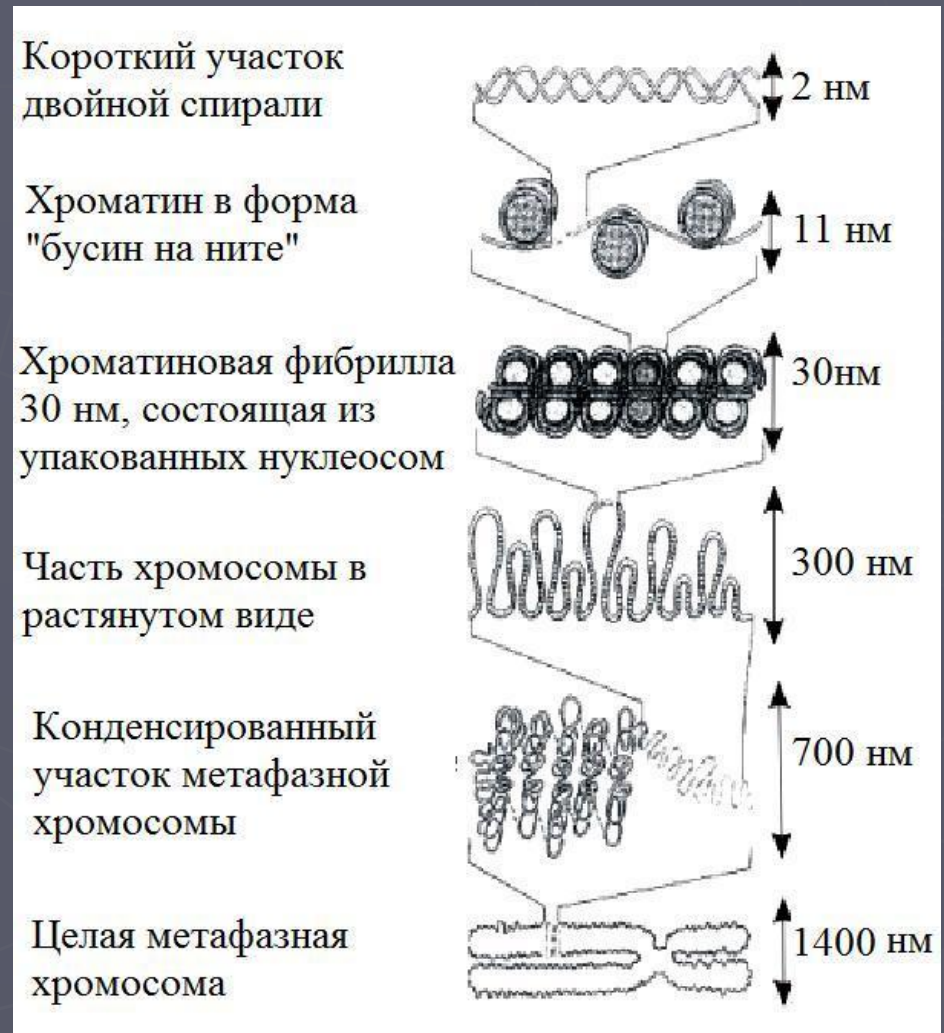 Короткий участок
двойной спирали
2 нм
Хроматин в форма
"бусин на ните"
11 нм
Хроматиновая фибрилла
30 нм, состоящая из
упакованных нуклеосом
30нм
Часть хромосомы в
растянутом виде
300 нм
Конденсированный
участок метафазной
хромосомы
700 нм
Целая метафазная
хромосома
1400 нм